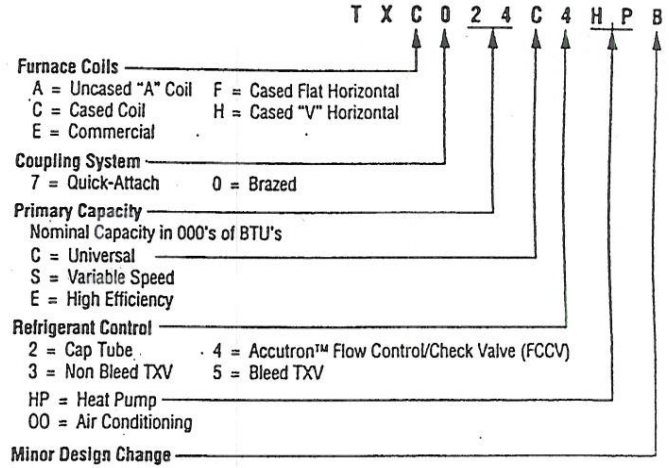 T X C 0 2 4 C 4 H P B
Furnace Coils
A = Uncased "A" Coil F = Cased Flat Horizontal
C = Cased Coil H = Cased "V" Horizontal
E = Commercial
Coupling System
7 = Quick-Attach 0 = Brazed
Primary Capacity
Nominal Capacity in 000's of BTU's
C = Universal
S = Variable Speed
E = High Efficiency
Refrigerant Control
2 = Cap Tube 4 = Accutron™ Flow Control/Check Valve (FCCV)
3 = Non Bleed TXV 5 = Bleed TXV
HP = Heat Pump
OO = Air Conditioning
Minor Design Change